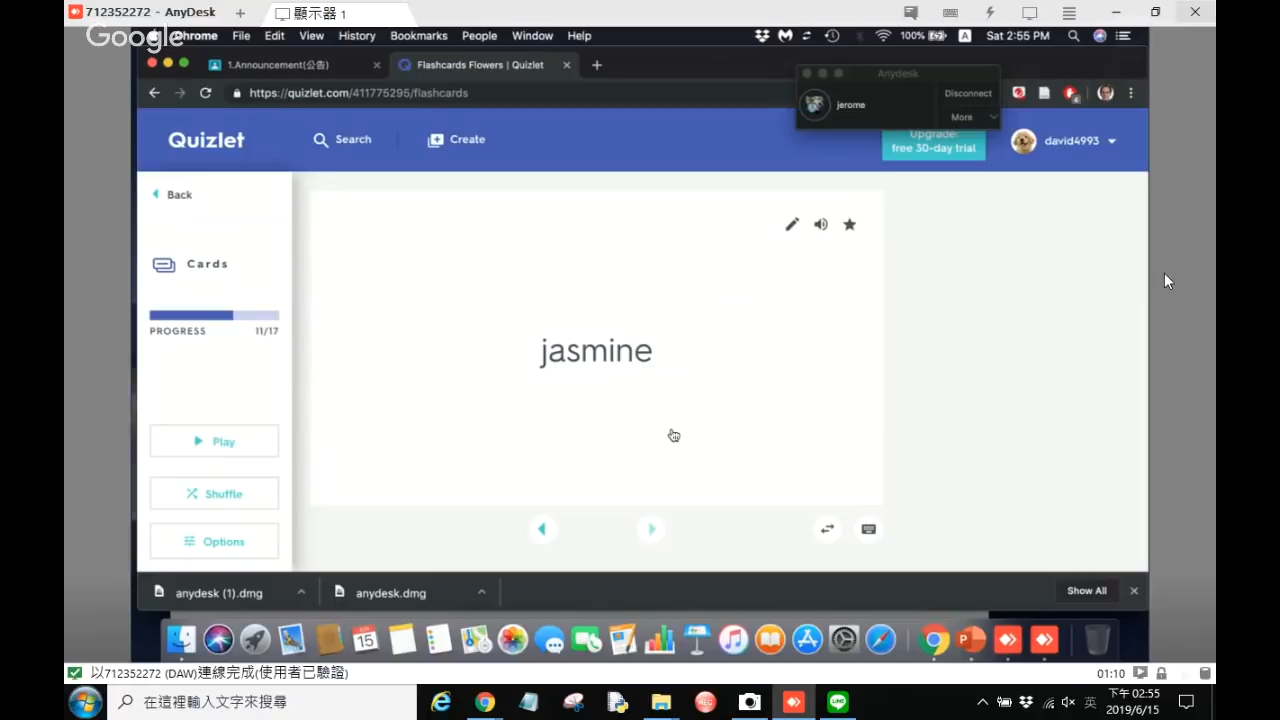 712352272 - AnyDesk
顯示器 1
Google
Chrome File Edit View History Bookmarks People Window Help
100%
A
Sat 2:55 PM
1.Announcement(公告)
Flashcards Flowers | Quizlet
Anydesk
https://quizlet.com/411775295/flashcards
jerome
Disconnect
More
Quizlet
Search
Create
Upgrade:
free 30-day trial
david4993
Back
Cards
PROGRESS 11/17
jasmine
Play
Shuffle
Options
anydesk (1).dmg
anydesk.dmg
Show All
15
以712352272 (DAW)連線完成(使用者已驗證)
01:10
在這裡輸入文字來搜尋
REC
LINE
英
下午 02:55
2019/6/15